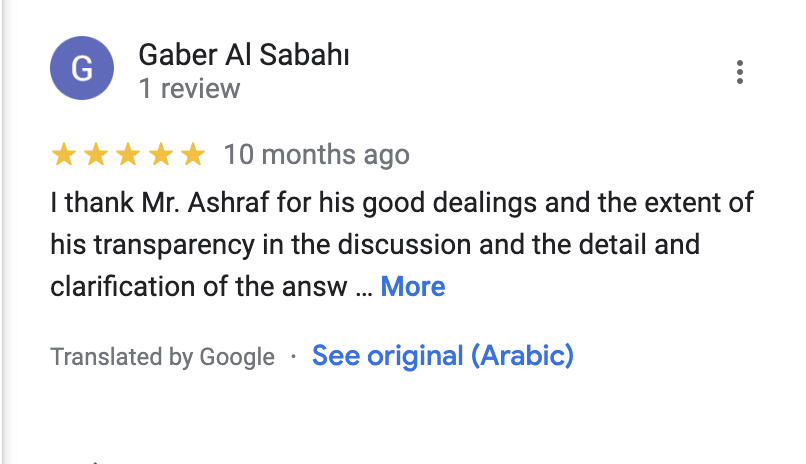 G
Gaber Al Sabahı
1 review
10 months ago
I thank Mr. Ashraf for his good dealings and the extent of
his transparency in the discussion and the detail and
clarification of the answ ... More
Translated by Google · See original (Arabic)